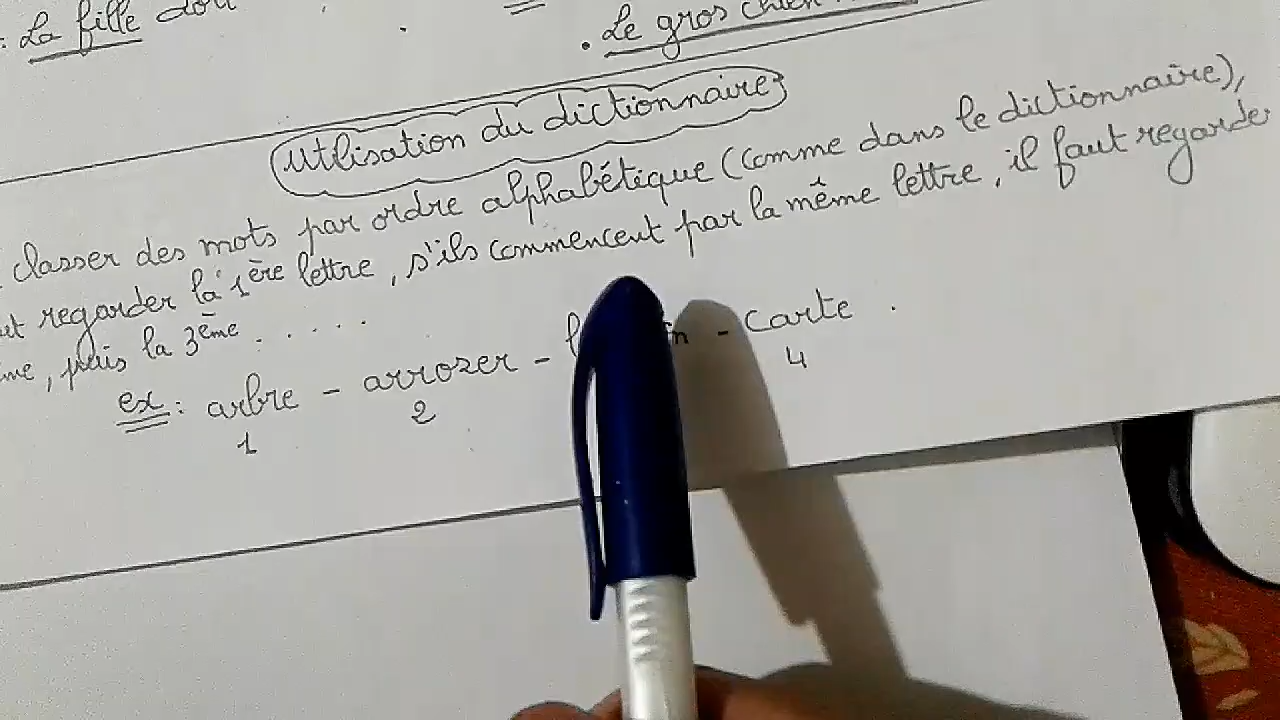 : La fille doit
. Le gros chien
Utilisation du dictionnaire
classer des mots par ordre alphabétique (comme dans le dictionnaire),
regarder la 1ère lettre, s'ils commencent par la même lettre, il faut regarder
, puis la 3ème . . . . .
ex : arbre - arrozer - - carte .
1 2 4